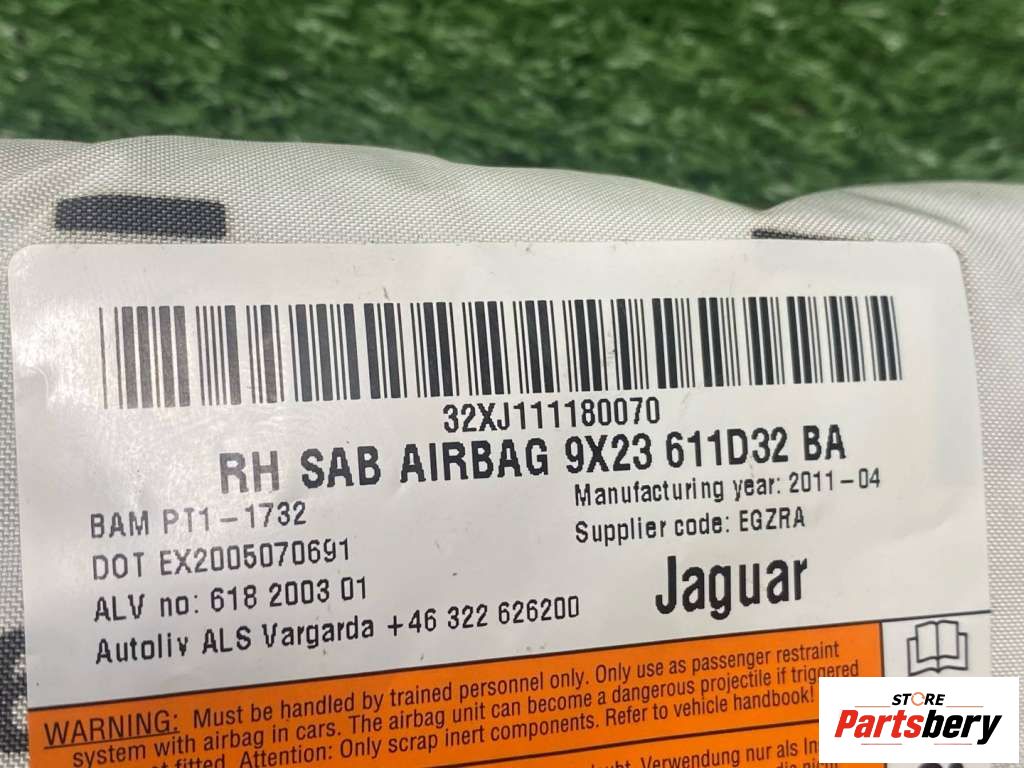 32XJ111180070
RH SAB AIRBAG 9X23 611D32 BA
Manufacturing year: 2011-04
Supplier code: EGZRA
BAM PT1-1732
DOT EX2005070691
ALV no: 618 2003 01
Autoliv ALS Vargarda +46 322 626200
Jaguar
WARNING: Must be handled by trained personnel only. Only use as passenger restraint
system with airbag in cars. The airbag unit can become a dangerous projectile if triggered
not fitted. Attention: Only scrap inert components. Refer to vehicle handbook!
Verwendung nur als
STORE
Partsbery